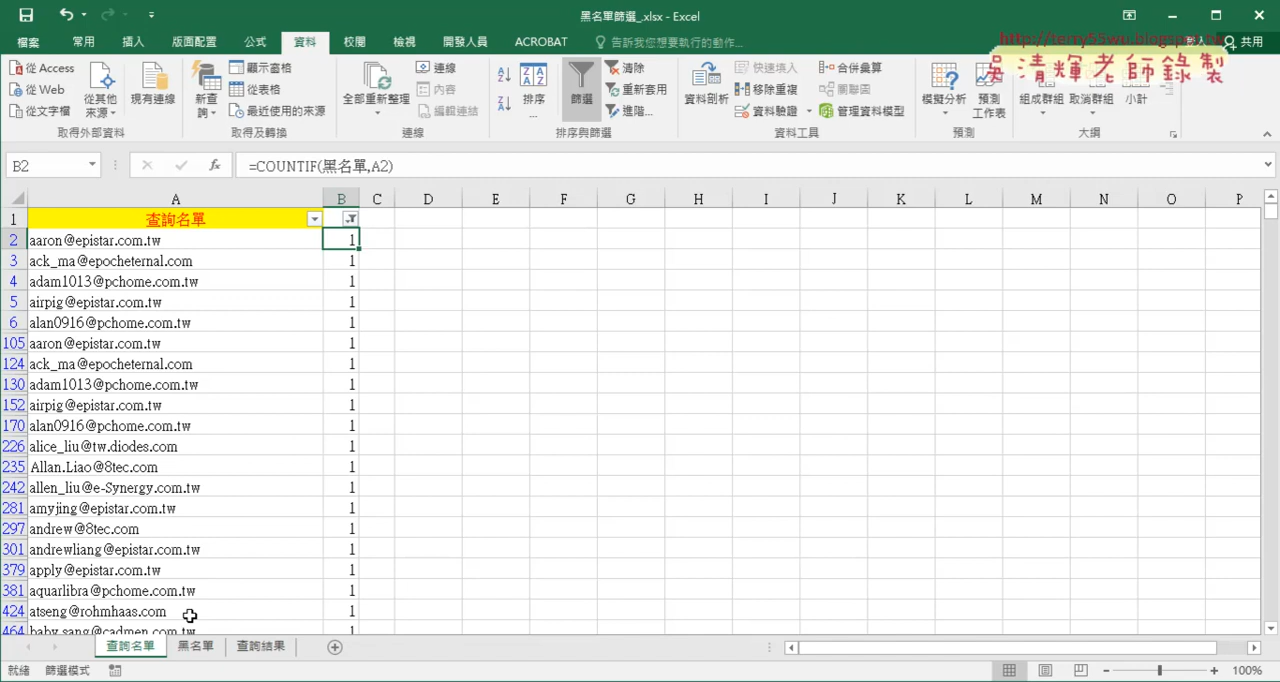 黑名單篩選_.xlsx - Excel
檔案 常用 插入 版面配置 公式 資料 校閱 檢視 開發人員 ACROBAT 告訴我您想要執行的動作... 共用
http://terry55wu.blogspot.tw
吳清輝老師錄製
從 Access
從 Web
從文字檔
從其他來源
現有連線
取得外部資料
新查詢
顯示窗格
從表格
最近使用的來源
取得及轉換
全部重新整理
連線
內容
編輯連結
連線
排序...
篩選
清除
重新套用
進階...
排序與篩選
資料剖析
快速填入
移除重複
資料驗證
合併彙算
關聯圖
管理資料模型
資料工具
模擬分析
預測工作表
預測
組成群組 取消群組 小計
大綱
B2 fx =COUNTIF(黑名單,A2)
A B C D E F G H I J K L M N O P
1 查詢名單
2 aaron@epistar.com.tw 1
3 ack_ma@epocheternal.com 1
4 adam1013@pchome.com.tw 1
5 airpig@epistar.com.tw 1
6 alan0916@pchome.com.tw 1
105 aaron@epistar.com.tw 1
124 ack_ma@epocheternal.com 1
130 adam1013@pchome.com.tw 1
152 airpig@epistar.com.tw 1
170 alan0916@pchome.com.tw 1
226 alice_liu@tw.diodes.com 1
235 Allan.Liao@8tec.com 1
242 allen_liu@e-Synergy.com.tw 1
281 amyjing@epistar.com.tw 1
297 andrew@8tec.com 1
301 andrewliang@epistar.com.tw 1
379 apply@epistar.com.tw 1
381 aquarlibra@pchome.com.tw 1
424 atseng@rohmhaas.com 1
464 baby.sang@cadmen.com.tw 1
查詢名單 黑名單 查詢結果
就緒 篩選模式 100%